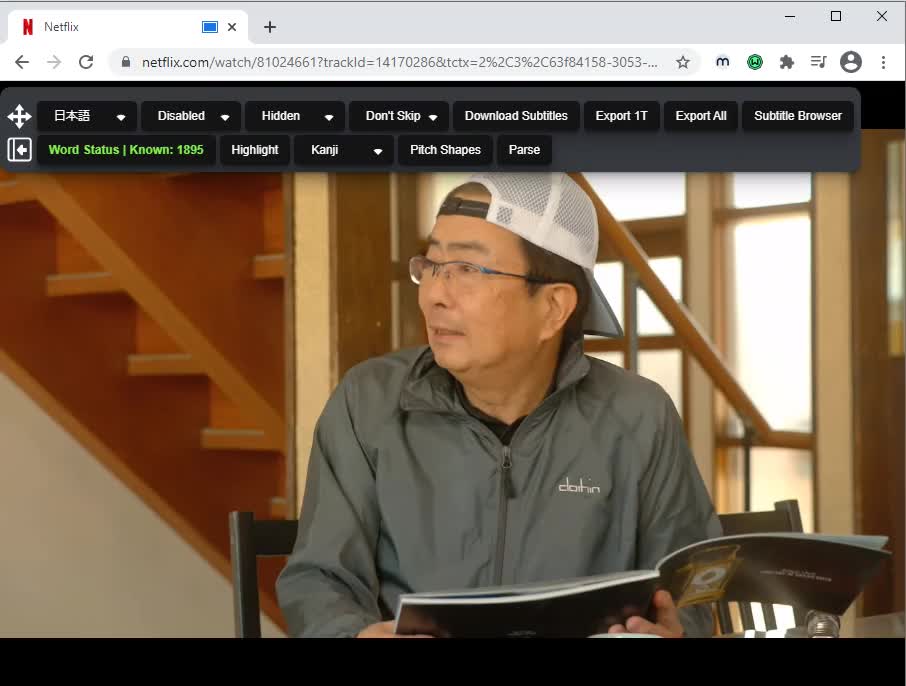 Netflix
netflix.com/watch/81024661?trackId=14170286&tctx=2%2C3%2C63f84158-3053-...
日本語 Disabled Hidden Don't Skip Download Subtitles Export 1T Export All Subtitle Browser
Word Status | Known: 1895 Highlight Kanji Pitch Shapes Parse